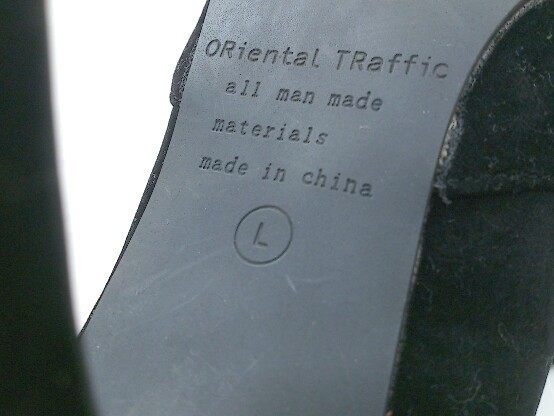 ORiental TRaffic
all man made
materials
made in china
L